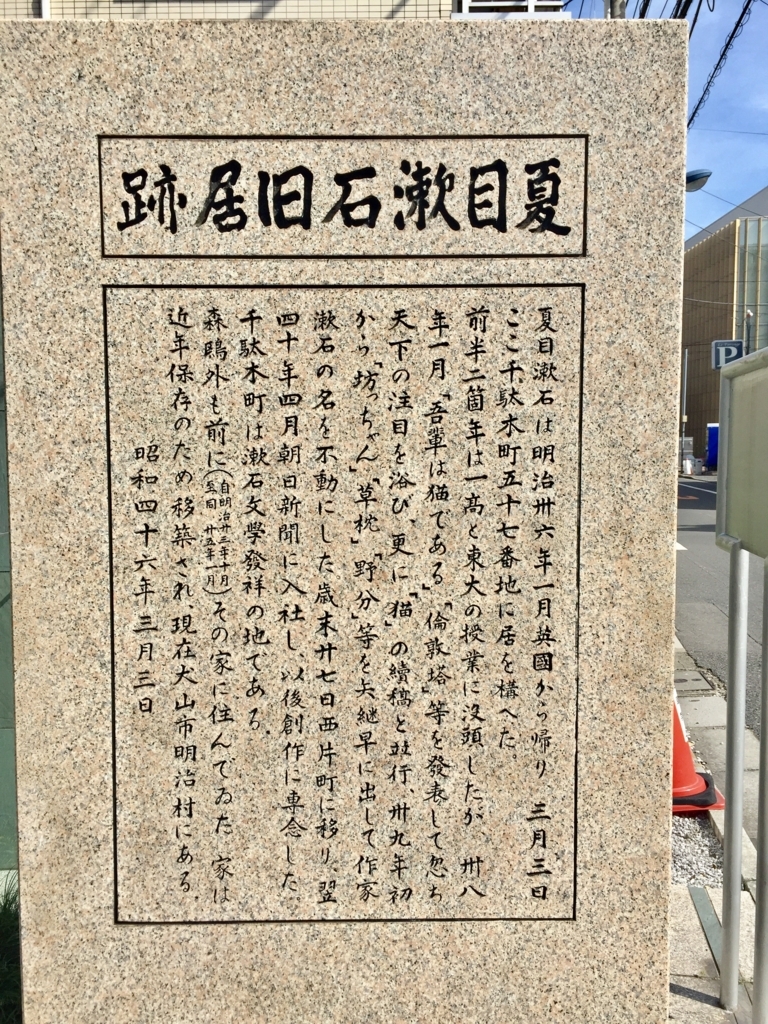 夏目漱石旧居跡
夏目漱石は明治卅六年一月英國から帰り 三月三日
ここ千駄木町五十七番地に居を構へた。
前半二箇年は一高と東大の授業に没頭したが、卅八
年一月「吾輩は猫である」「倫敦塔」等を發表して忽ち
天下の注目を浴び、更に「猫」の續稿と竝行、卅九年初
から「坊っちゃん」「草枕」「野分」等を矢継早に出して作家
漱石の名を不動にした歳末廿七日西片町に移り、翌
四十年四月朝日新聞に入社し、以後創作に専念した。
千駄木町は漱石文學發祥の地である。
森鷗外も前に(自明治廿三年十月至同 廿五年一月)その家に住んでゐた 家は
近年保存のため移築され、現在犬山市明治村にある。
昭和四十六年三月三日
P